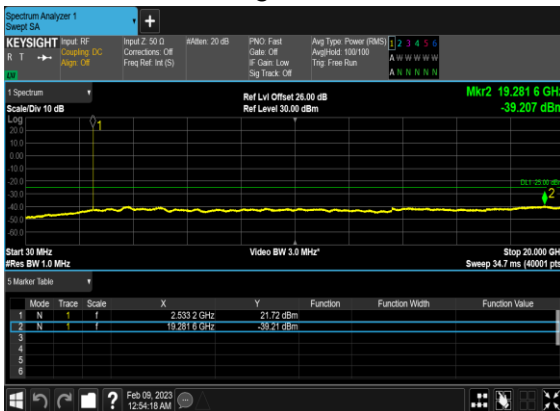 Spectrum Analyzer 1
Swept SA
KEYSIGHT
R T
LV
Input: RF
Coupling: DC
Align: Off
Input Z: 50 Ω
Corrections: Off
Freq Ref: Int (S)
#Atten: 20 dB
PNO: Fast
Gate: Off
IF Gain: Low
Sig Track: Off
Avg Type: Power (RMS)
Avg|Hold: 100/100
Trig: Free Run
1 2 3 4 5 6
A W W W W W
A N N N N N
1 Spectrum
Scale/Div 10 dB
Ref Lvl Offset 26.00 dB
Ref Level 30.00 dBm
Mkr2 19.281 6 GHz
-39.207 dBm
Log
20.0
10.0
0.00
-10.0
-20.0
-30.0
-40.0
-50.0
-60.0
1
DL1 -25.00 dBm
2
Start 30 MHz
#Res BW 1.0 MHz
Video BW 3.0 MHz*
Stop 20.000 GHz
Sweep 34.7 ms (40001 pts)
5 Marker Table
Mode Trace Scale X Y Function Function Width Function Value
1 N 1 f 2.533 2 GHz 21.72 dBm
2 N 1 f 19.281 6 GHz -39.21 dBm
3
4
5
6
?
Feb 09, 2023
12:54:18 AM